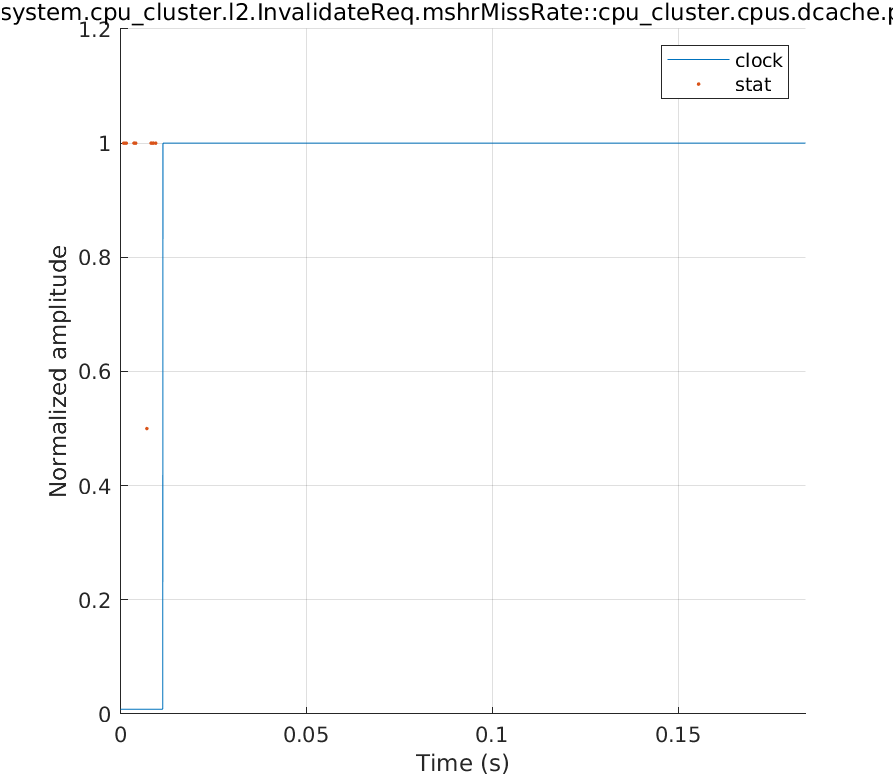 system.cpu_cluster.l2.InvalidateReq.mshrMissRate::cpu_cluster.cpus.dcache.p
1.2
1
0.8
0.6
0.4
0.2
0
Normalized amplitude
clock
stat
0 0.05 0.1 0.15
Time (s)